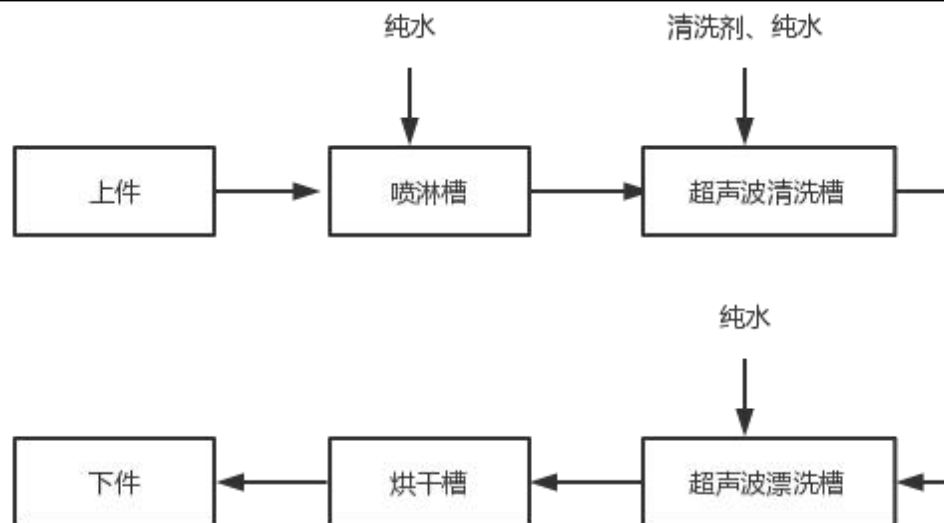 纯水
清洗剂、纯水
上件
喷淋槽
超声波清洗槽
纯水
下件
烘干槽
超声波漂洗槽